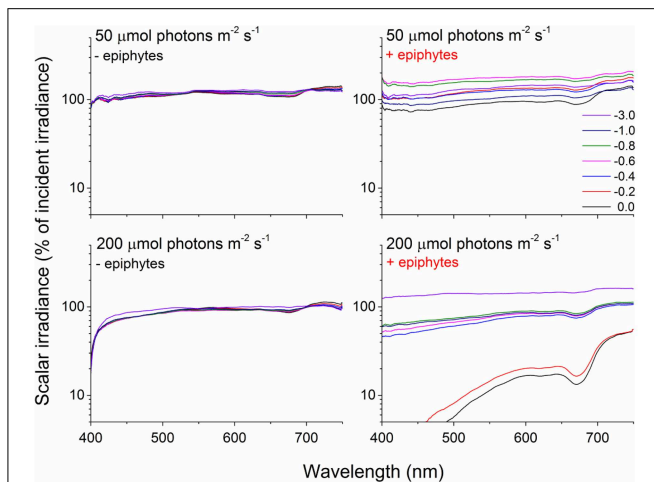 50 μmol photons m⁻² s⁻¹
- epiphytes
50 μmol photons m⁻² s⁻¹
+ epiphytes
100
10
100
10
-3.0
-1.0
-0.8
-0.6
-0.4
-0.2
0.0
Scalar irradiance (% of incident irradiance)
200 μmol photons m⁻² s⁻¹
- epiphytes
200 μmol photons m⁻² s⁻¹
+ epiphytes
100
10
100
10
400 500 600 700
400 500 600 700
Wavelength (nm)